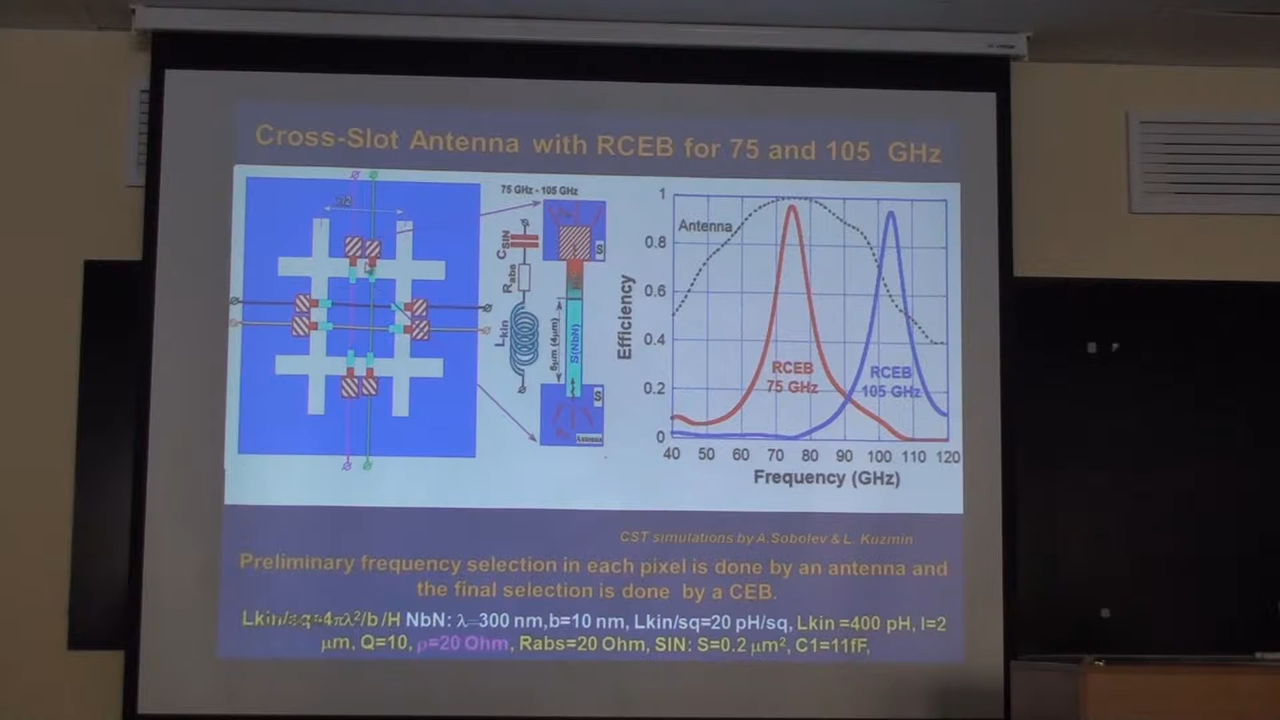 Cross-Slot Antenna with RCEB for 75 and 105 GHz
75 GHz - 105 GHz
CSIN
Rabs
Lkin
6µm (4µm)
S(NbN)
S
S
Antenna
Efficiency
1
0.8
0.6
0.4
0.2
0
Antenna
RCEB
75 GHz
RCEB
105 GHz
40 50 60 70 80 90 100 110 120
Frequency (GHz)
CST simulations by A.Sobolev & L. Kuzmin
Preliminary frequency selection in each pixel is done by an antenna and
the final selection is done by a CEB.
Lkin/sq=4πλ²/b/H NbN: λ=300 nm,b=10 nm, Lkin/sq=20 pH/sq, Lkin =400 pH, l=2
µm, Q=10, ρ=20 Ohm, Rabs=20 Ohm, SIN: S=0.2 µm², C1=11fF,